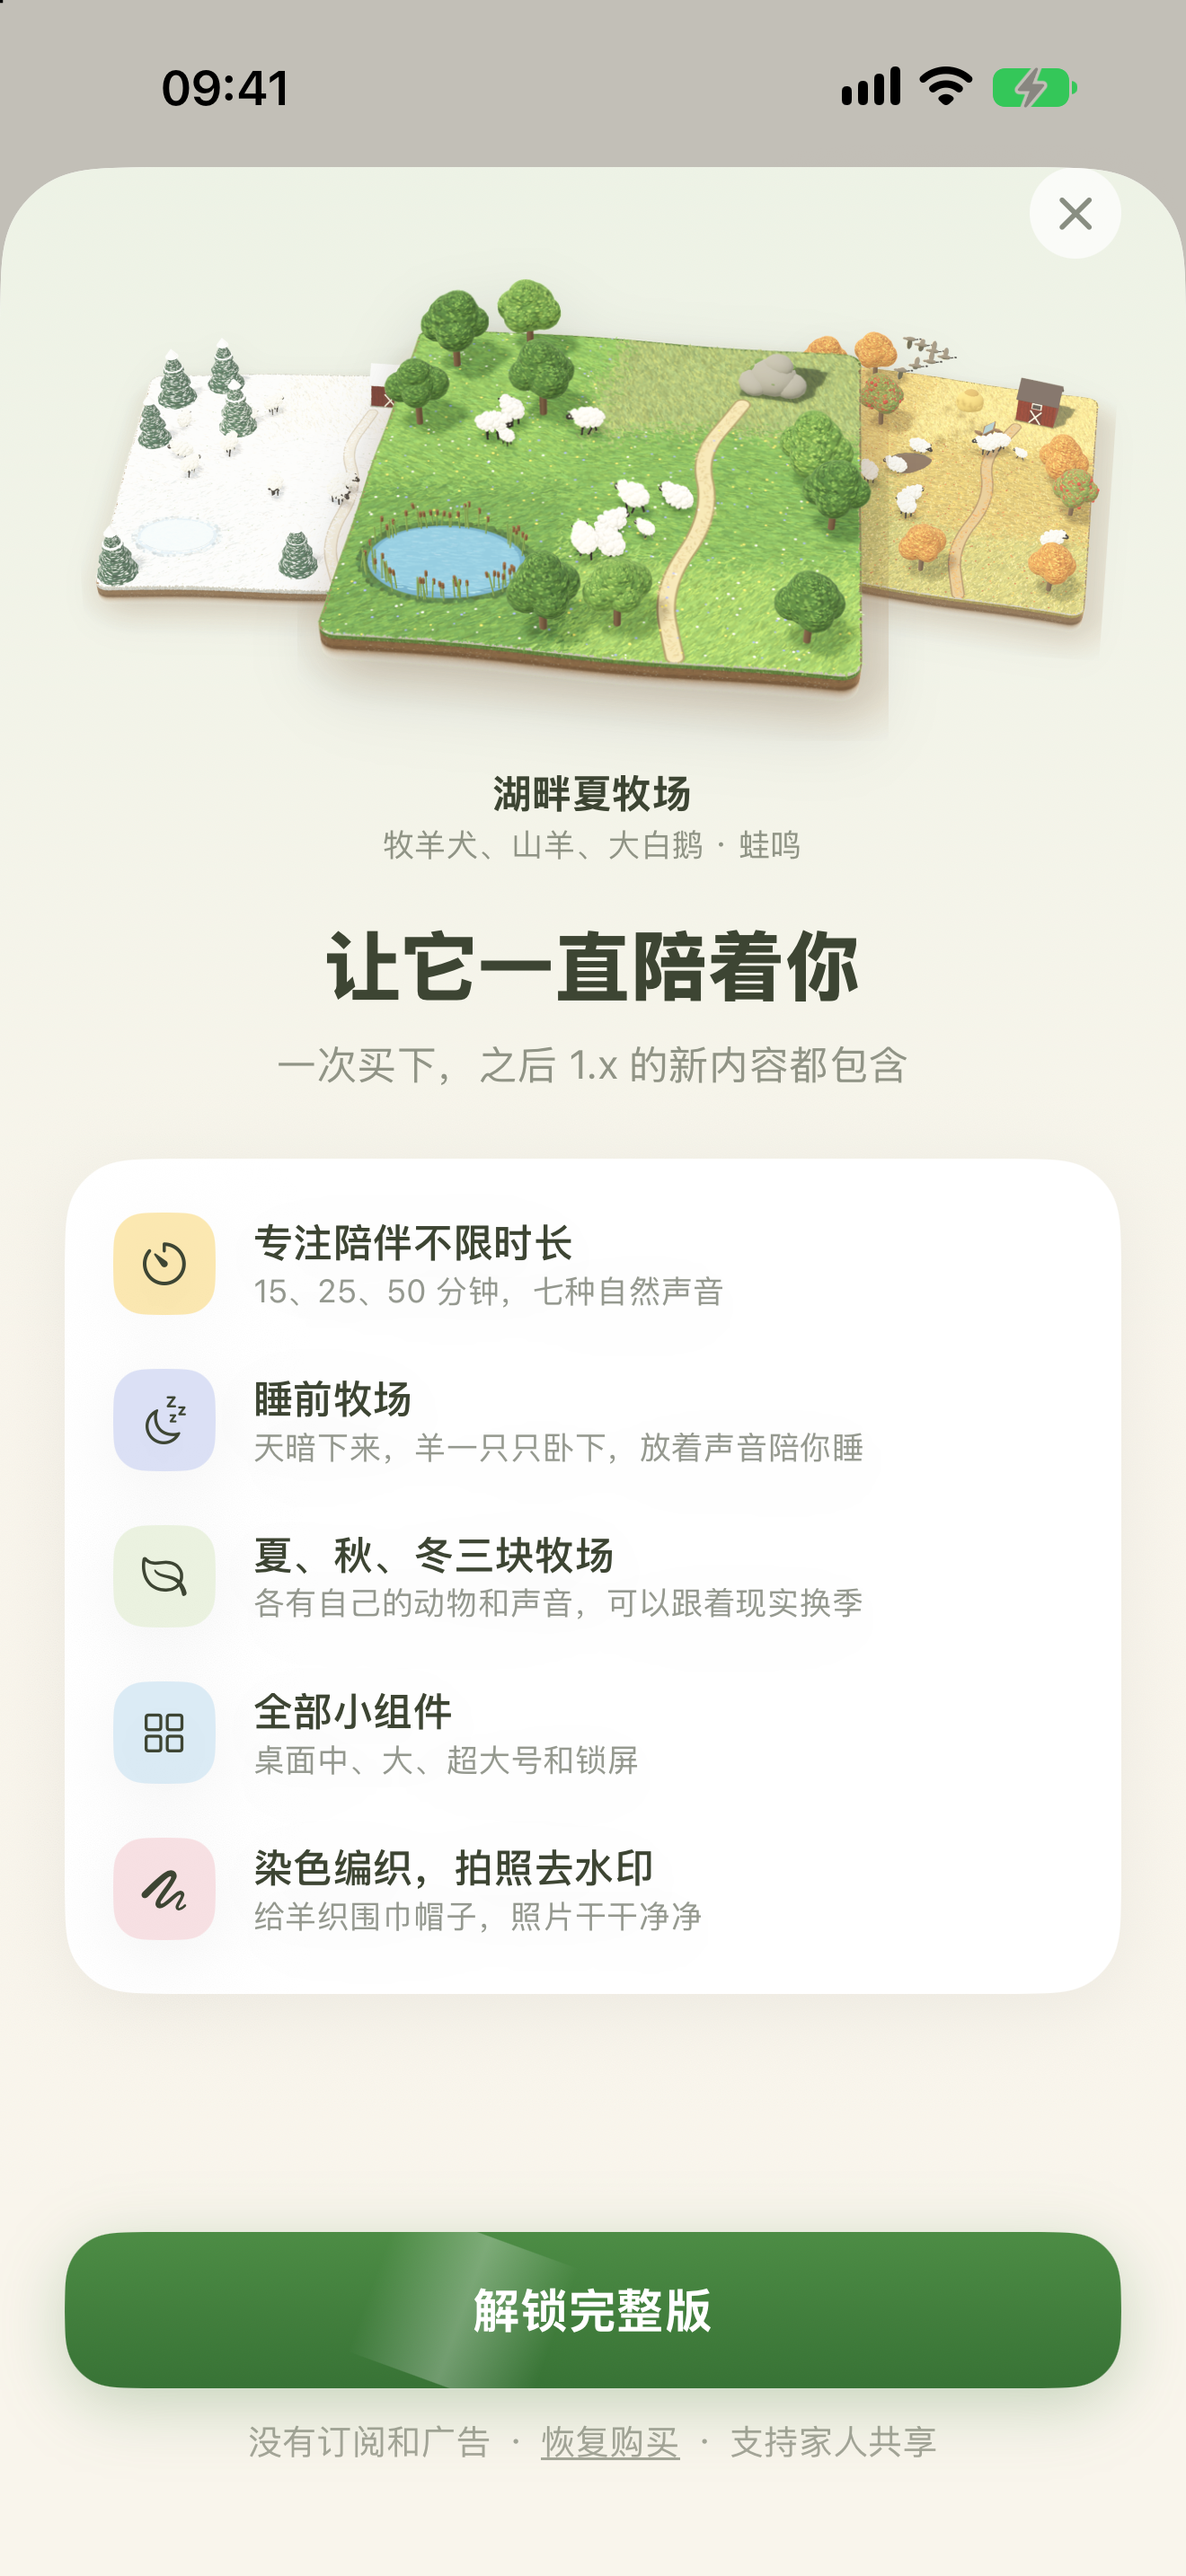 09:41
湖畔夏牧场
牧羊犬、山羊、大白鹅 · 蛙鸣
让它一直陪着你
一次买下，之后 1.x 的新内容都包含
专注陪伴不限时长
15、25、50 分钟，七种自然声音
睡前牧场
天暗下来，羊一只只卧下，放着声音陪你睡
夏、秋、冬三块牧场
各有自己的动物和声音，可以跟着现实换季
全部小组件
桌面中、大、超大号和锁屏
染色编织，拍照去水印
给羊织围巾帽子，照片干干净净
解锁完整版
没有订阅和广告 · 恢复购买 · 支持家人共享